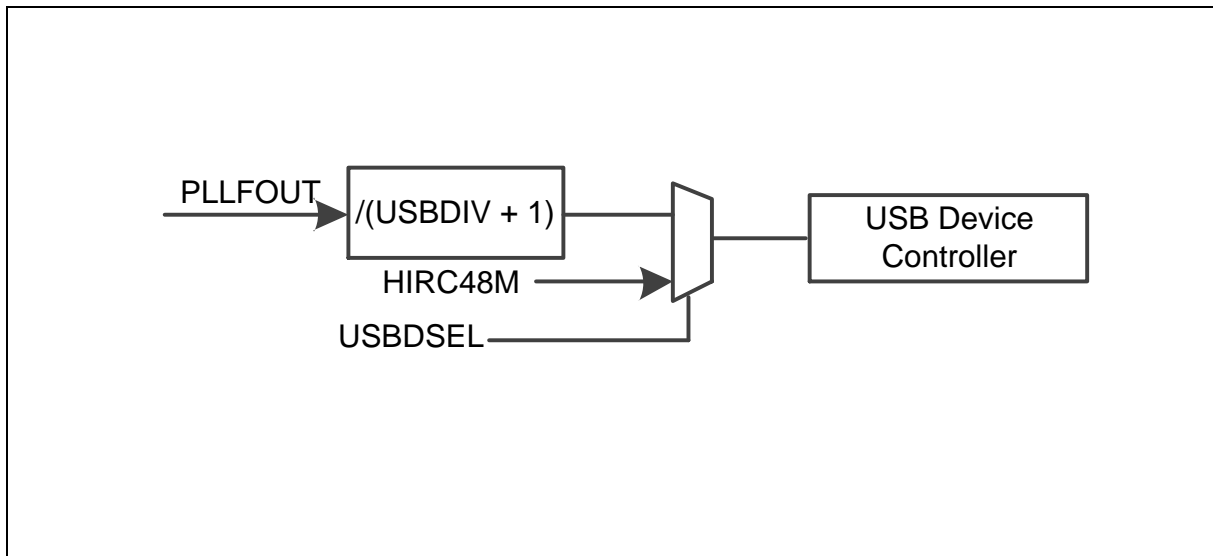 PLLFOUT
/(USBDIV + 1)
HIRC48M
USBDSEL
USB Device
Controller